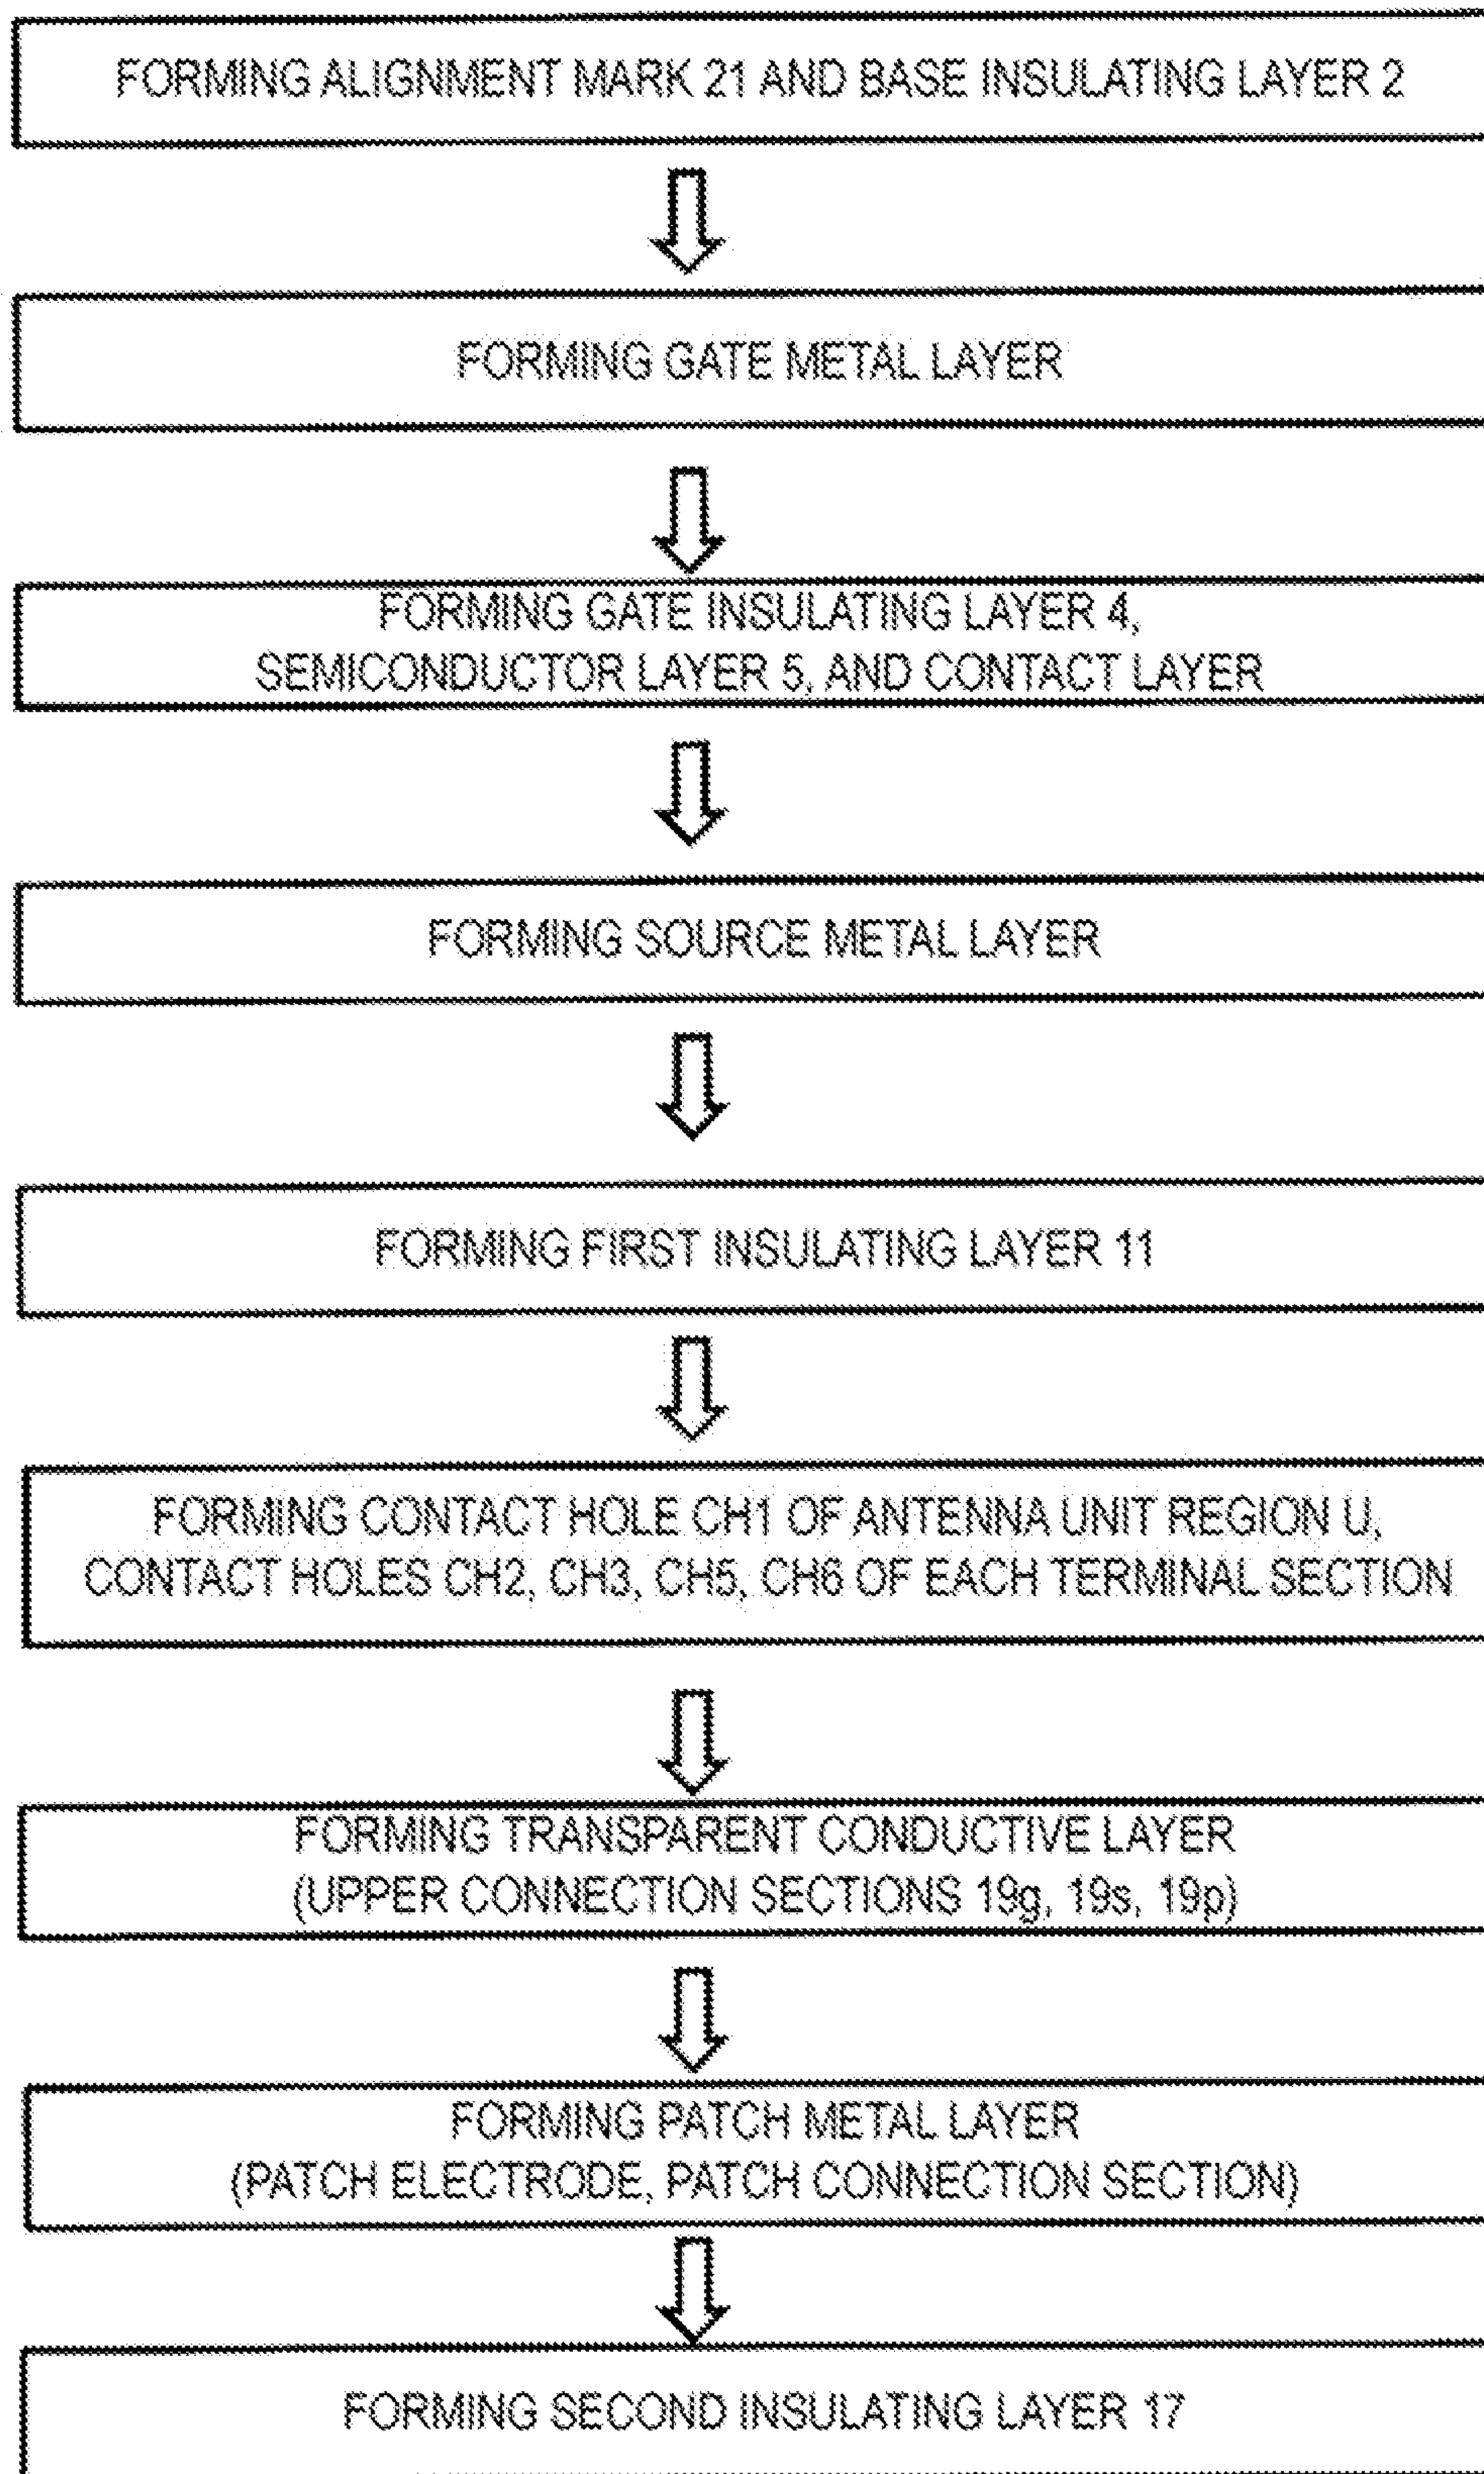 FORMING ALIGNMENT MARK 21 AND BASE INSULATING LAYER 2
FORMING GATE METAL LAYER
FORMING GATE INSULATING LAYER 4,
SEMICONDUCTOR LAYER 5, AND CONTACT LAYER
FORMING SOURCE METAL LAYER
FORMING FIRST INSULATING LAYER 11
FORMING CONTACT HOLE CH1 OF ANTENNA UNIT REGION U,
CONTACT HOLES CH2, CH3, CH5, CH6 OF EACH TERMINAL SECTION
FORMING TRANSPARENT CONDUCTIVE LAYER
(UPPER CONNECTION SECTIONS 19g, 19s, 19p)
FORMING PATCH METAL LAYER
(PATCH ELECTRODE, PATCH CONNECTION SECTION)
FORMING SECOND INSULATING LAYER 17